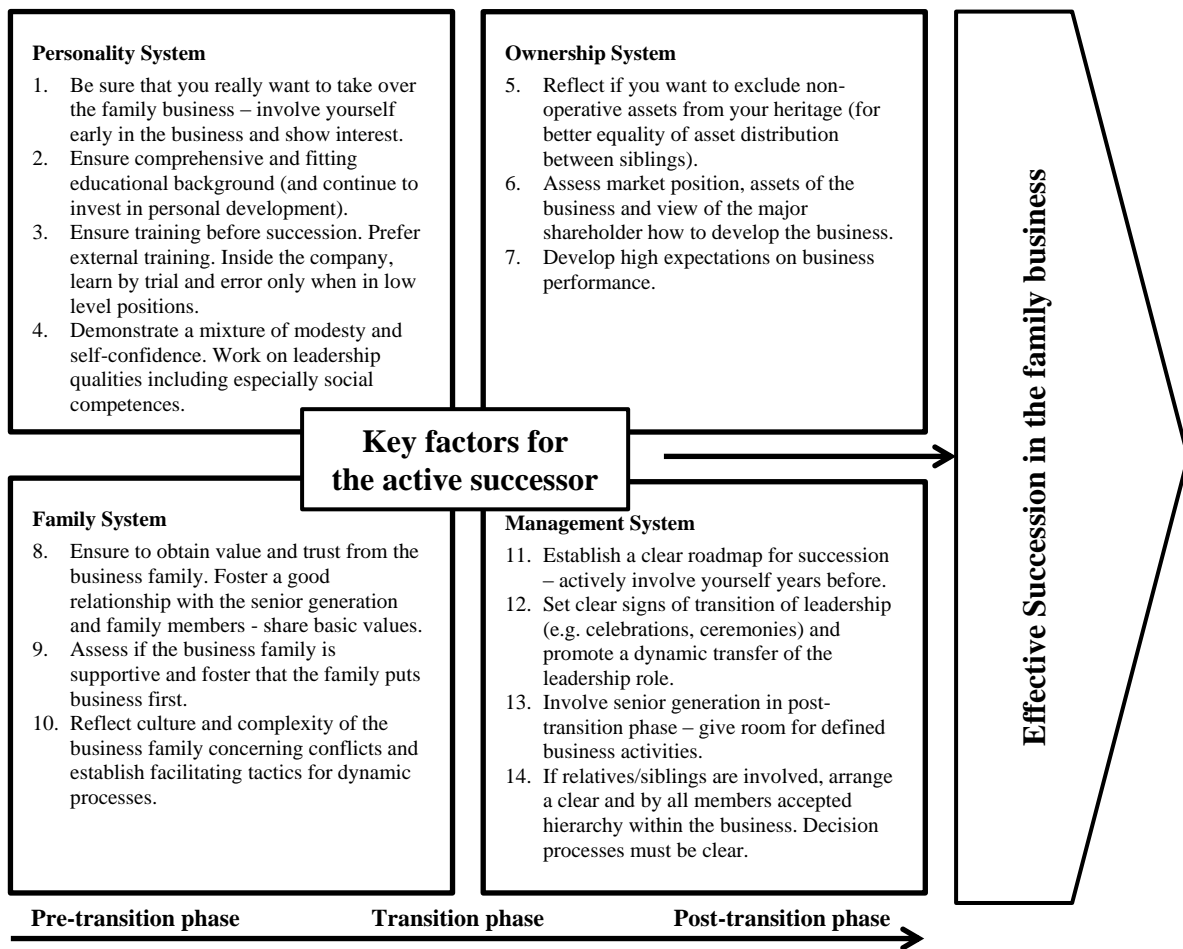 Personality System
1. Be sure that you really want to take over
the family business – involve yourself
early in the business and show interest.
2. Ensure comprehensive and fitting
educational background (and continue to
invest in personal development).
3. Ensure training before succession. Prefer
external training. Inside the company,
learn by trial and error only when in low
level positions.
4. Demonstrate a mixture of modesty and
self-confidence. Work on leadership
qualities including especially social
competences.
Ownership System
5. Reflect if you want to exclude non-
operative assets from your heritage (for
better equality of asset distribution
between siblings).
6. Assess market position, assets of the
business and view of the major
shareholder how to develop the business.
7. Develop high expectations on business
performance.
Key factors for
the active successor
Family System
8. Ensure to obtain value and trust from the
business family. Foster a good
relationship with the senior generation
and family members - share basic values.
9. Assess if the business family is
supportive and foster that the family puts
business first.
10. Reflect culture and complexity of the
business family concerning conflicts and
establish facilitating tactics for dynamic
processes.
Management System
11. Establish a clear roadmap for succession
– actively involve yourself years before.
12. Set clear signs of transition of leadership
(e.g. celebrations, ceremonies) and
promote a dynamic transfer of the
leadership role.
13. Involve senior generation in post-
transition phase – give room for defined
business activities.
14. If relatives/siblings are involved, arrange
a clear and by all members accepted
hierarchy within the business. Decision
processes must be clear.
Effective Succession in the family business
Pre-transition phase Transition phase Post-transition phase